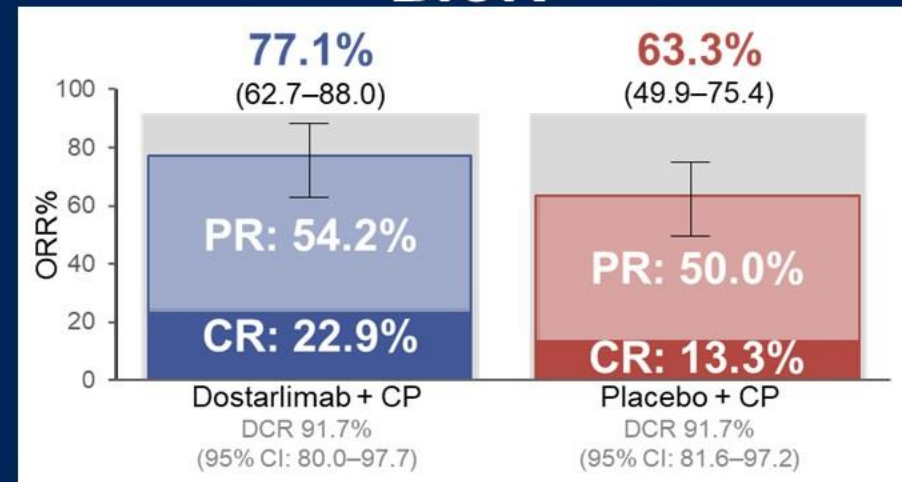 77.1%
(62.7–88.0)
63.3%
(49.9–75.4)
ORR%
100
80
60
40
20
0
PR: 54.2%
CR: 22.9%
PR: 50.0%
CR: 13.3%
Dostarlimab + CP
DCR 91.7%
(95% CI: 80.0–97.7)
Placebo + CP
DCR 91.7%
(95% CI: 81.6–97.2)